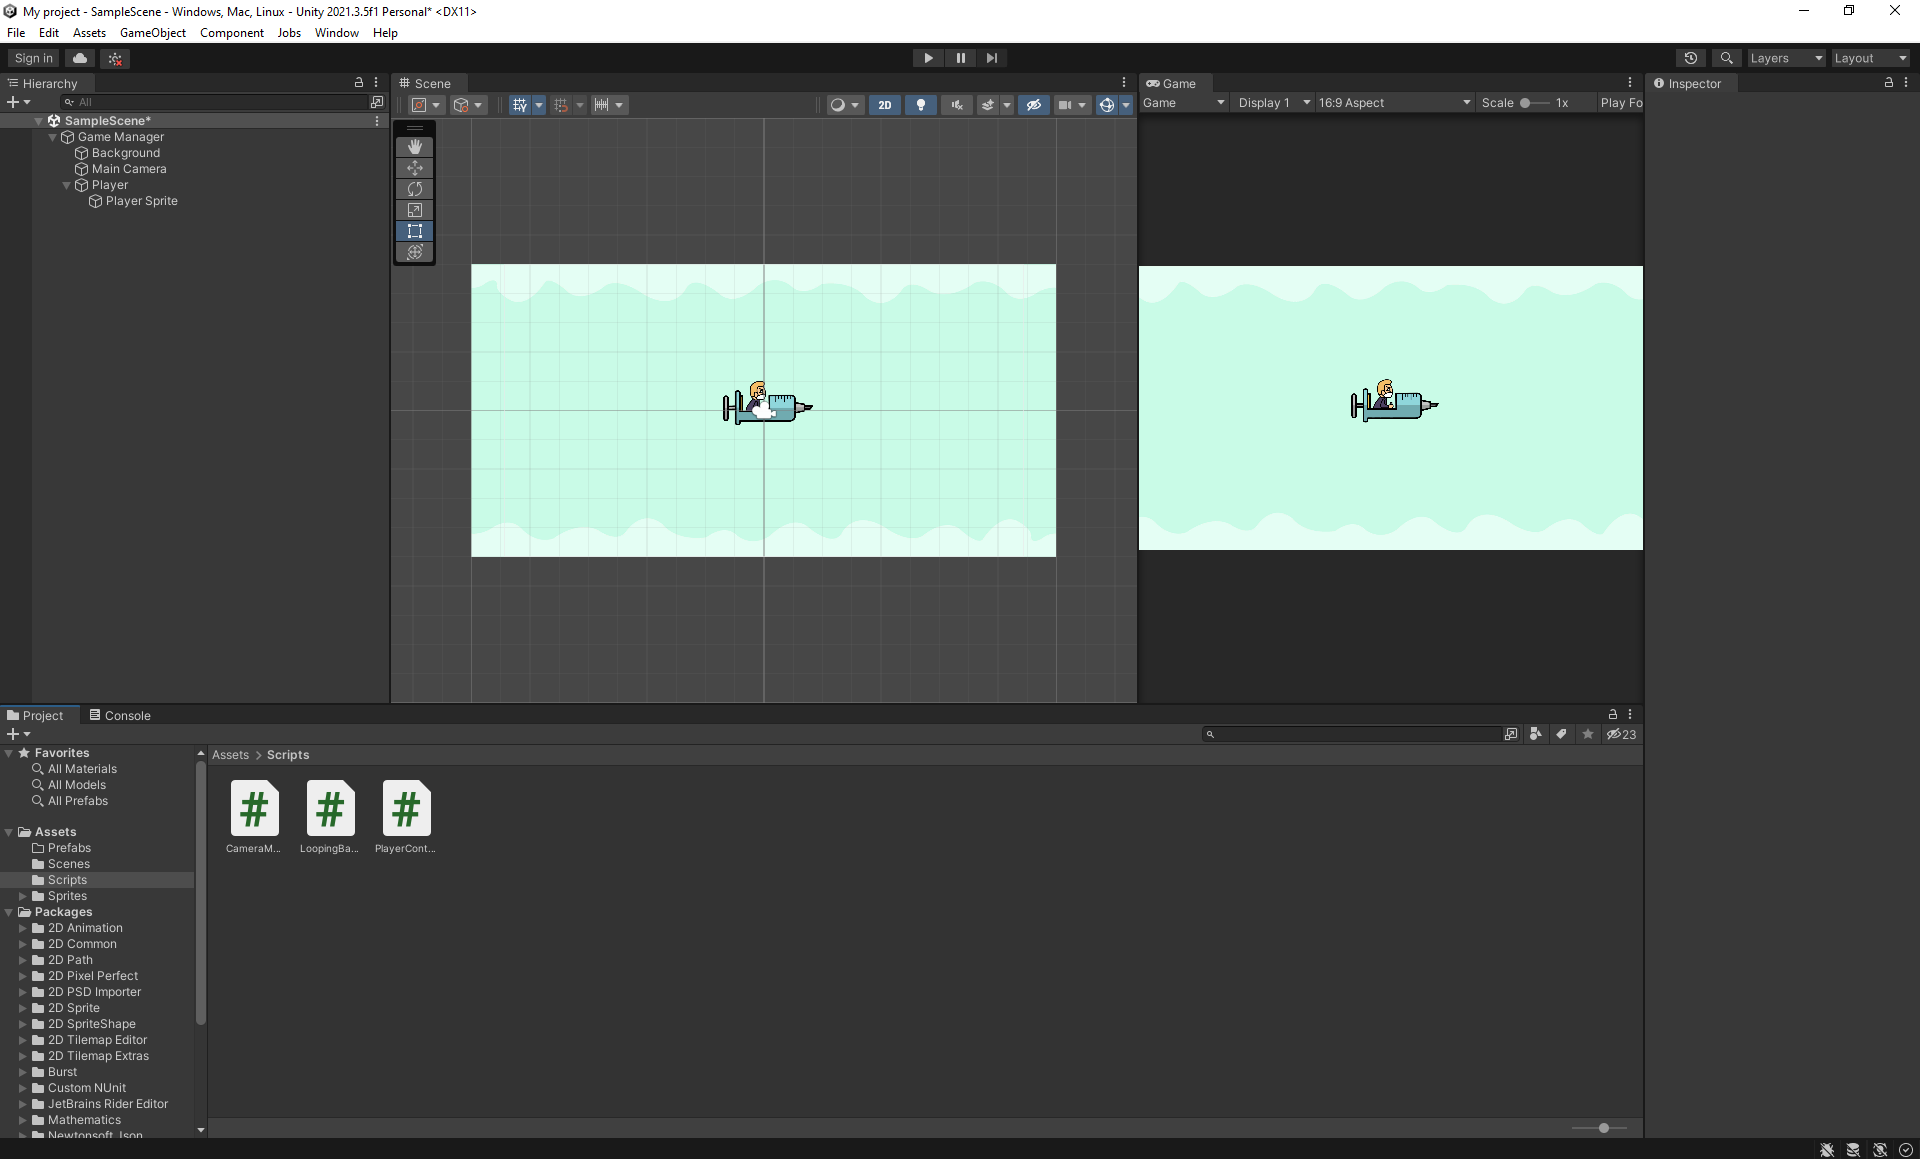 My project - SampleScene - Windows, Mac, Linux - Unity 2021.3.5f1 Personal* <DX11>
File Edit Assets GameObject Component Jobs Window Help
Sign in
Layers
Layout
Hierarchy
All
SampleScene*
Game Manager
Background
Main Camera
Player
Player Sprite
Scene
2D
Game
Game
Display 1
16:9 Aspect
Scale 1x
Play Fo
Inspector
Project
Console
23
Favorites
All Materials
All Models
All Prefabs
Assets
Prefabs
Scenes
Scripts
Sprites
Packages
2D Animation
2D Common
2D Path
2D Pixel Perfect
2D PSD Importer
2D Sprite
2D SpriteShape
2D Tilemap Editor
2D Tilemap Extras
Burst
Custom NUnit
JetBrains Rider Editor
Mathematics
Newtonsoft Json
Assets > Scripts
CameraM...
LoopingBa...
PlayerCont...